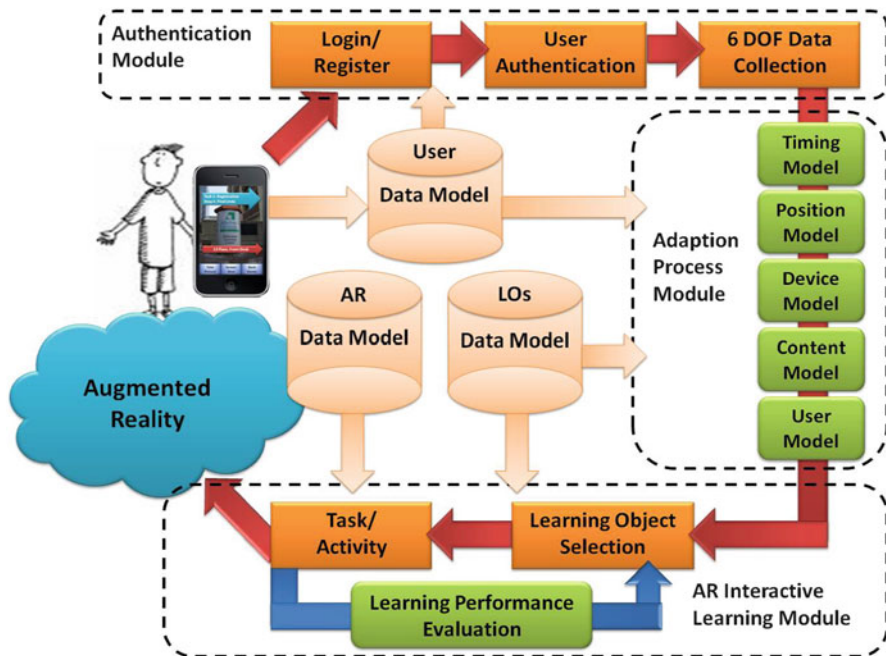 Authentication
Module
Login/
Register
User
Authentication
6 DOF Data
Collection
User
Data Model
Timing
Model
Position
Model
Device
Model
Content
Model
User
Model
Adaption
Process
Module
AR
Data Model
LOs
Data Model
Augmented
Reality
Task/
Activity
Learning Object
Selection
Learning Performance
Evaluation
AR Interactive
Learning Module